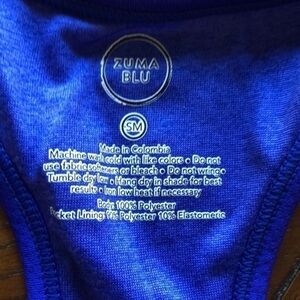 ZUMA
BLU
SM
Made in Colombia
Machine wash cold with like colors • Do not
use fabric softeners or bleach • Do not wring •
Tumble dry low • Hang dry in shade for best
results • Iron low heat if necessary
Body: 100% Polyester
Pocket Lining: Polyester 10% Elastomeric